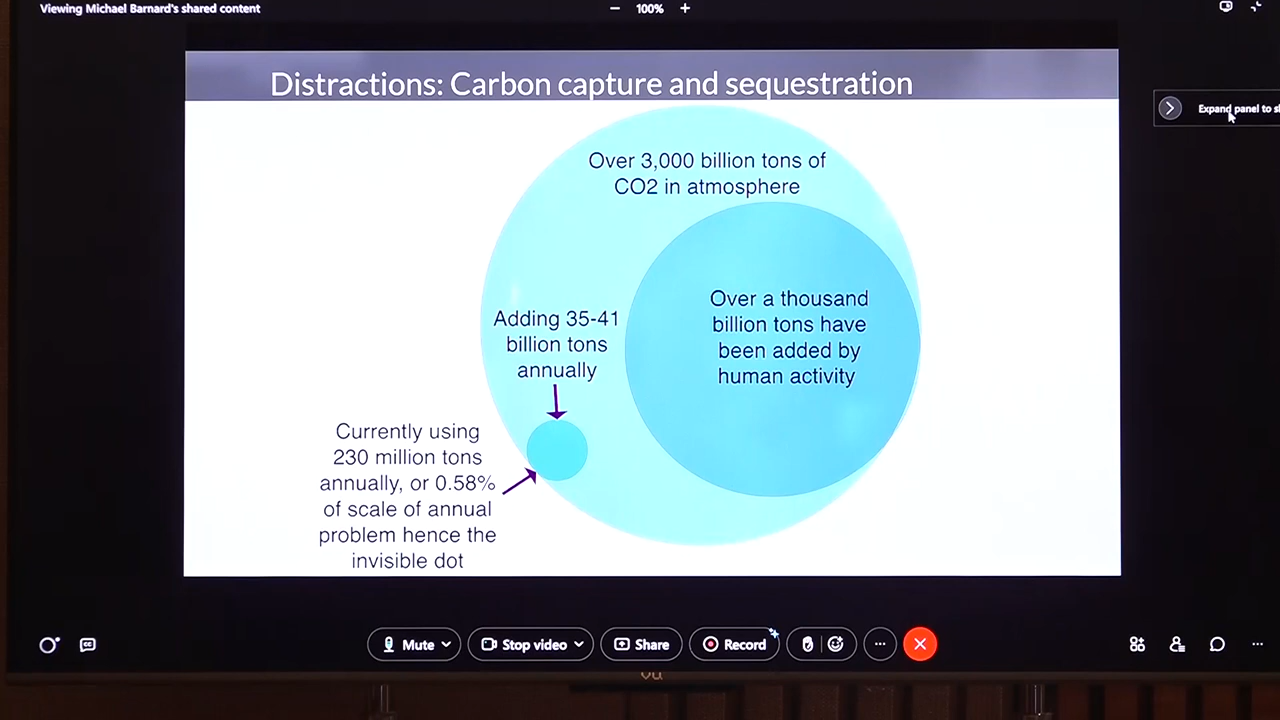 Viewing Michael Barnard's shared content
100%
Distractions: Carbon capture and sequestration
Over 3,000 billion tons of
CO2 in atmosphere
Over a thousand
billion tons have
been added by
human activity
Adding 35-41
billion tons
annually
Currently using
230 million tons
annually, or 0.58%
of scale of annual
problem hence the
invisible dot
Expand panel to
Mute
Stop video
Share
Record
CC